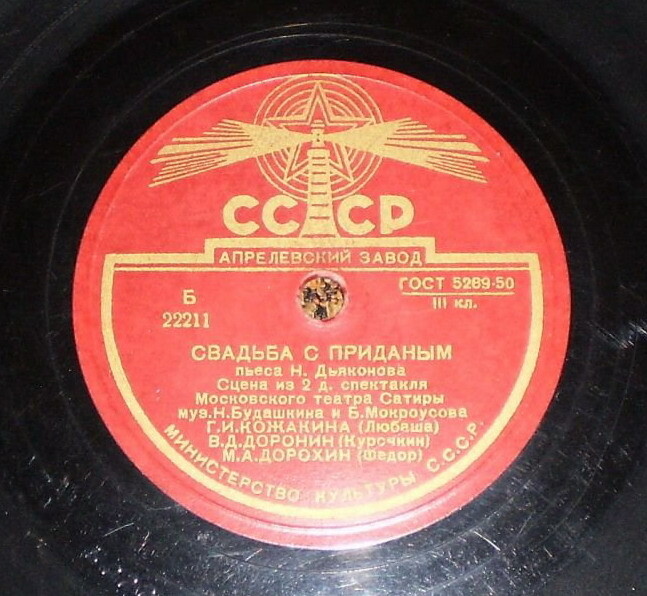 СССР
АПРЕЛЕВСКИЙ ЗАВОД
Б
22211
ГОСТ 5289-50
III кл.
СВАДЬБА С ПРИДАНЫМ
пьеса Н. Дьяконова
Сцена из 2 д. спектакля
Московского театра Сатиры
муз. Н. Будашкина и Б. Мокроусова
Г. И. КОЖАКИНА (Любаша)
В. Д. ДОРОНИН (Курочкин)
М. А. ДОРОХИН (Федор)
МИНИСТЕРСТВО КУЛЬТУРЫ С.С.С.Р.